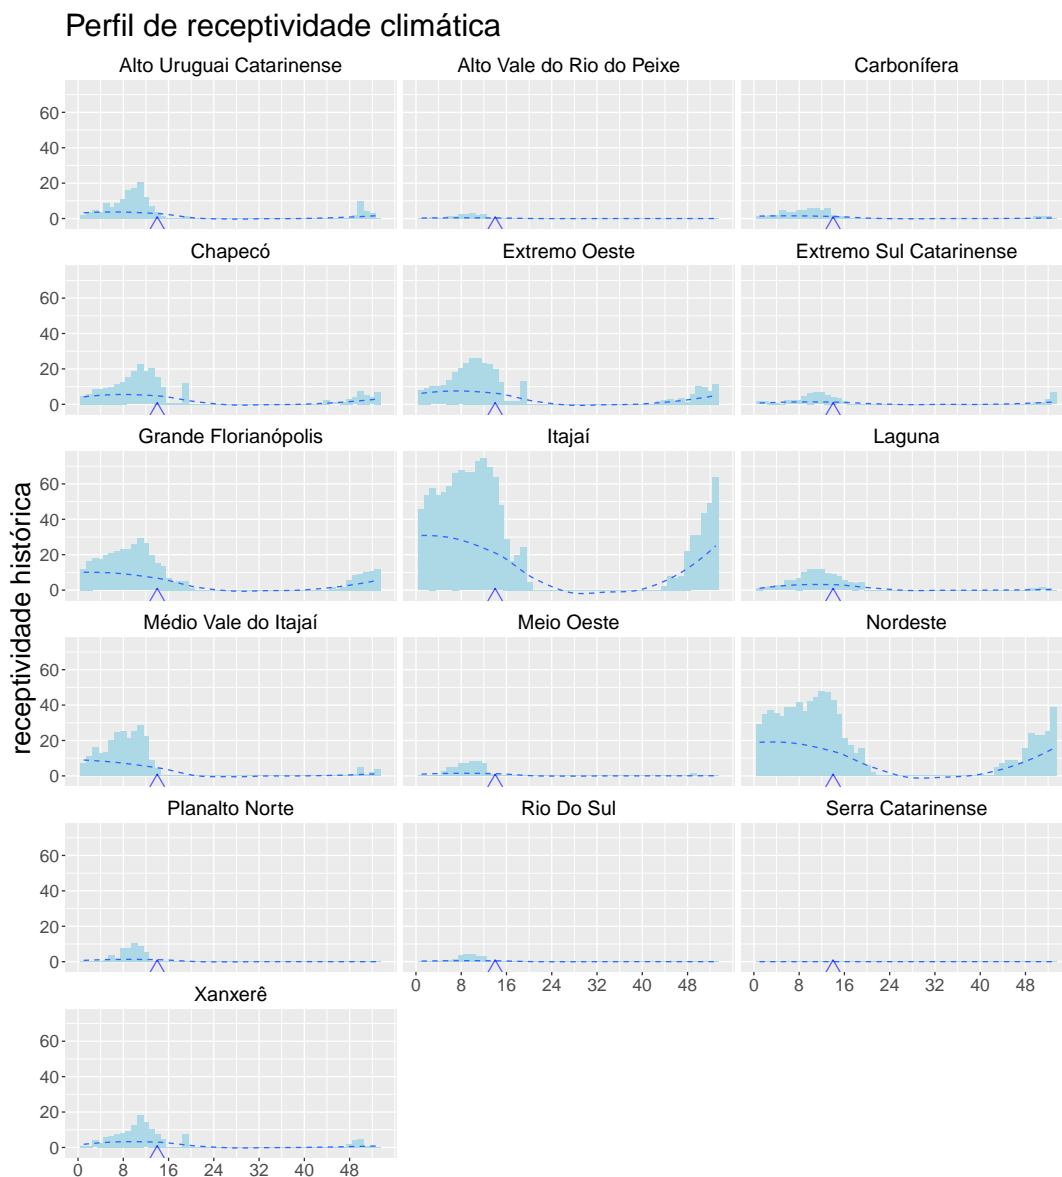 Perfil de receptividade climática
Alto Uruguai Catarinense
Alto Vale do Rio do Peixe
Carbonífera
60
40
20
0
Chapecó
Extremo Oeste
Extremo Sul Catarinense
60
40
20
0
Grande Florianópolis
Itajaí
Laguna
60
40
20
0
receptividade histórica
Médio Vale do Itajaí
Meio Oeste
Nordeste
60
40
20
0
Planalto Norte
Rio Do Sul
Serra Catarinense
60
40
20
0
0 8 16 24 32 40 48
0 8 16 24 32 40 48
Xanxerê
60
40
20
0
0 8 16 24 32 40 48